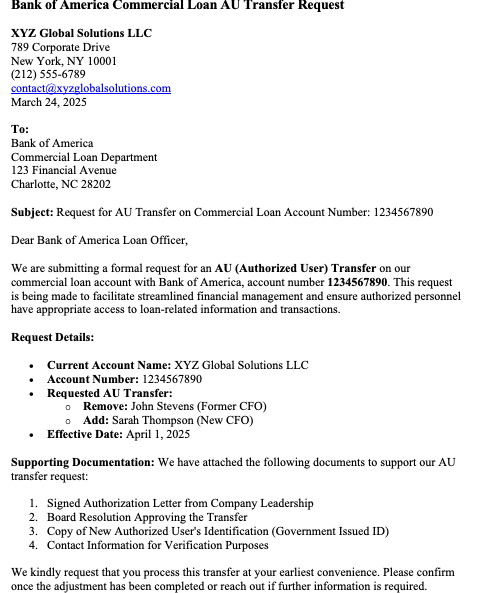 Bank of America Commercial Loan AU Transfer Request
XYZ Global Solutions LLC
789 Corporate Drive
New York, NY 10001
(212) 555-6789
contact@xyzglobalsolutions.com
March 24, 2025
To:
Bank of America
Commercial Loan Department
123 Financial Avenue
Charlotte, NC 28202
Subject: Request for AU Transfer on Commercial Loan Account Number: 1234567890
Dear Bank of America Loan Officer,
We are submitting a formal request for an AU (Authorized User) Transfer on our
commercial loan account with Bank of America, account number 1234567890. This request
is being made to facilitate streamlined financial management and ensure authorized personnel
have appropriate access to loan-related information and transactions.
Request Details:
• Current Account Name: XYZ Global Solutions LLC
• Account Number: 1234567890
• Requested AU Transfer:
o Remove: John Stevens (Former CFO)
o Add: Sarah Thompson (New CFO)
• Effective Date: April 1, 2025
Supporting Documentation: We have attached the following documents to support our AU
transfer request:
1. Signed Authorization Letter from Company Leadership
2. Board Resolution Approving the Transfer
3. Copy of New Authorized User's Identification (Government Issued ID)
4. Contact Information for Verification Purposes
We kindly request that you process this transfer at your earliest convenience. Please confirm
once the adjustment has been completed or reach out if further information is required.